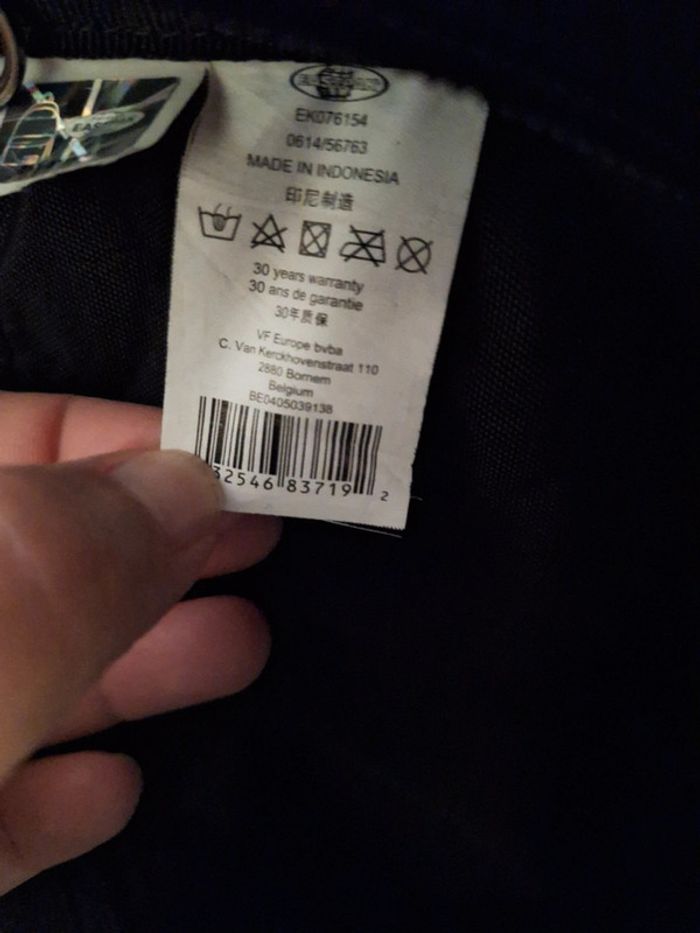 EASTPAK
EK076154
0614/56763
MADE IN INDONESIA
印尼制造
30 years warranty
30 ans de garantie
30年质保
VF Europe bvba
C. Van Kerckhovenstraat 110
2880 Bornem
Belgium
BE0405039138
32546 83719 2